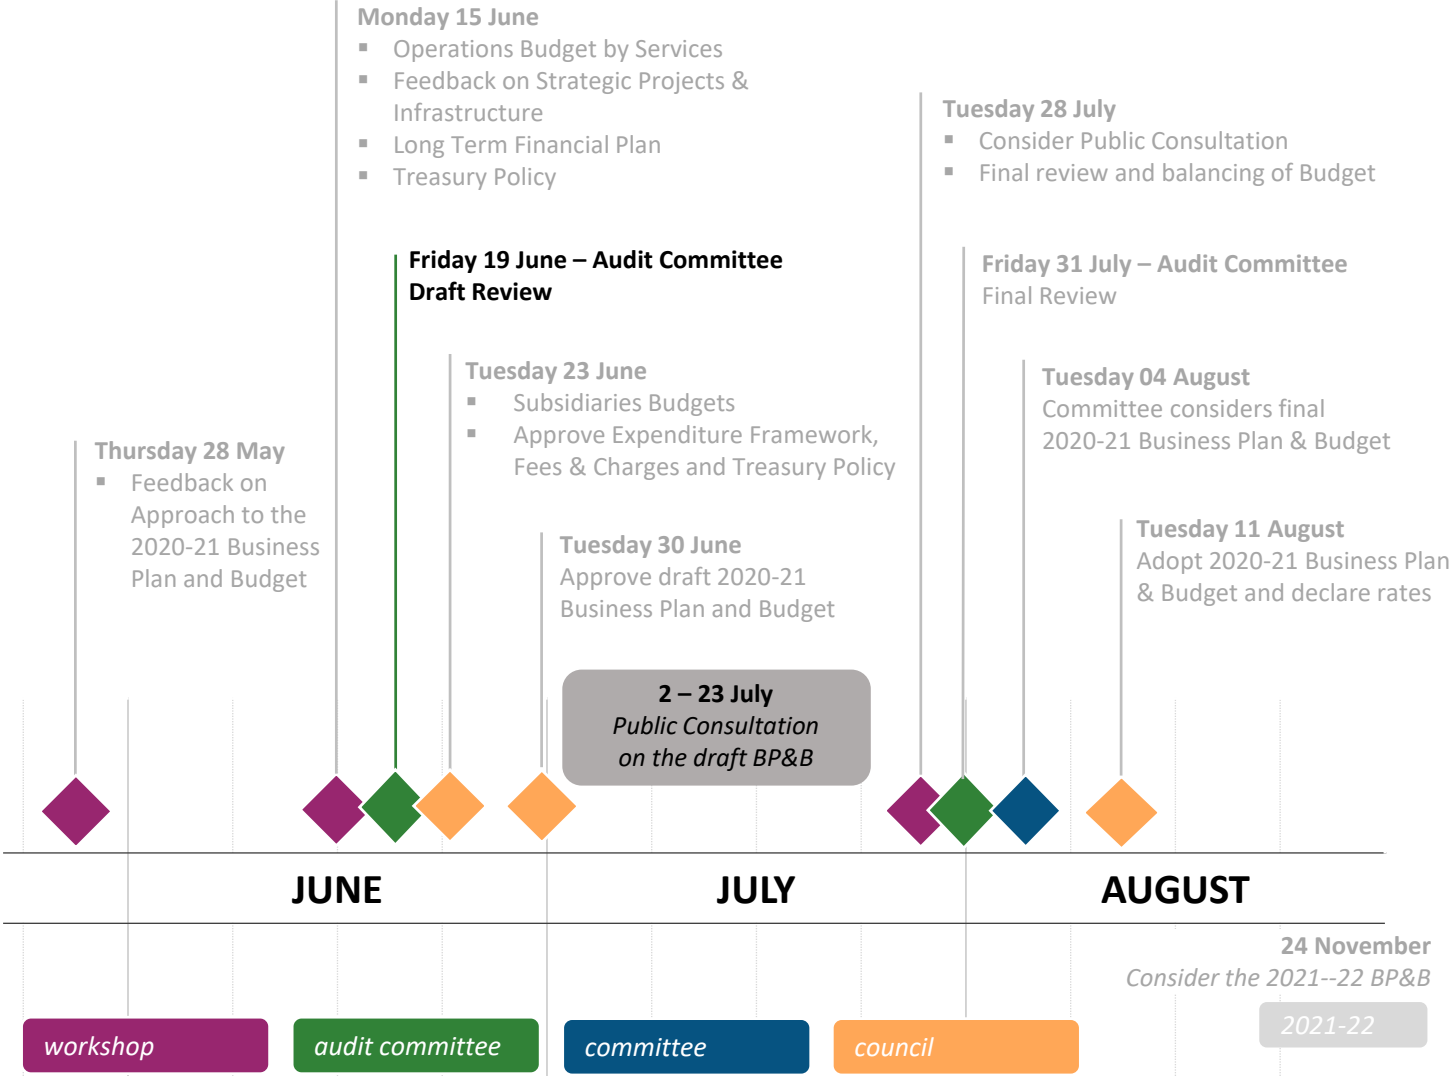 Monday 15 June
▪ Operations Budget by Services
▪ Feedback on Strategic Projects &
Infrastructure
▪ Long Term Financial Plan
▪ Treasury Policy
Tuesday 28 July
▪ Consider Public Consultation
▪ Final review and balancing of Budget
Friday 19 June – Audit Committee
Draft Review
Friday 31 July – Audit Committee
Final Review
Tuesday 23 June
▪ Subsidiaries Budgets
▪ Approve Expenditure Framework,
Fees & Charges and Treasury Policy
Tuesday 04 August
Committee considers final
2020-21 Business Plan & Budget
Thursday 28 May
▪ Feedback on
Approach to the
2020-21 Business
Plan and Budget
Tuesday 30 June
Approve draft 2020-21
Business Plan and Budget
Tuesday 11 August
Adopt 2020-21 Business Plan
& Budget and declare rates
2 – 23 July
Public Consultation
on the draft BP&B
JUNE
JULY
AUGUST
24 November
Consider the 2021--22 BP&B
2021-22
workshop
audit committee
committee
council